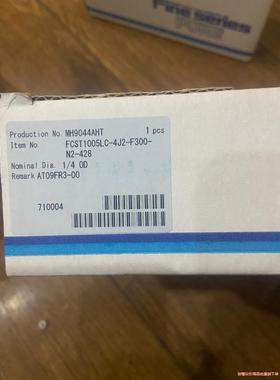 Fine series
Production No. MH9044AHT 1 pcs
Item No. FCST1005LC-4J2-F300-
N2-428
Nominal Dia. 1/4 OD
Remark AT09FR3-00
710004